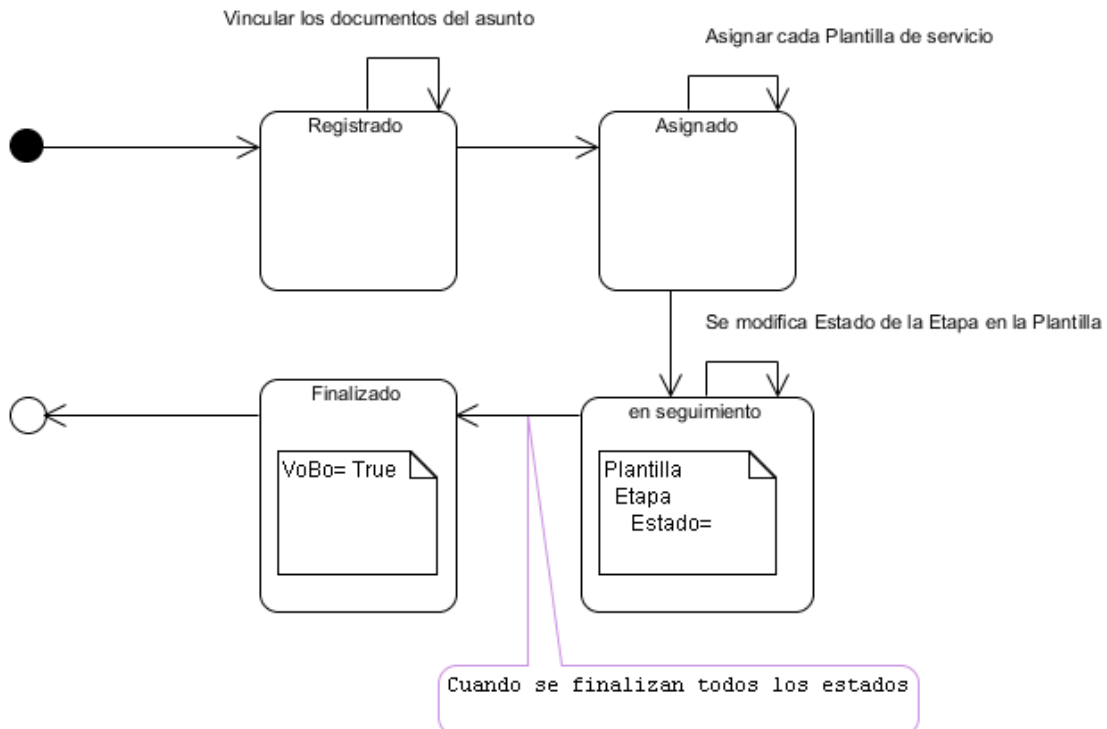 Vincular los documentos del asunto
Asignar cada Plantilla de servicio
Registrado
Asignado
Se modifica Estado de la Etapa en la Plantilla
Finalizado
en seguimiento
VoBo= True
Plantilla
Etapa
Estado=
Cuando se finalizan todos los estados